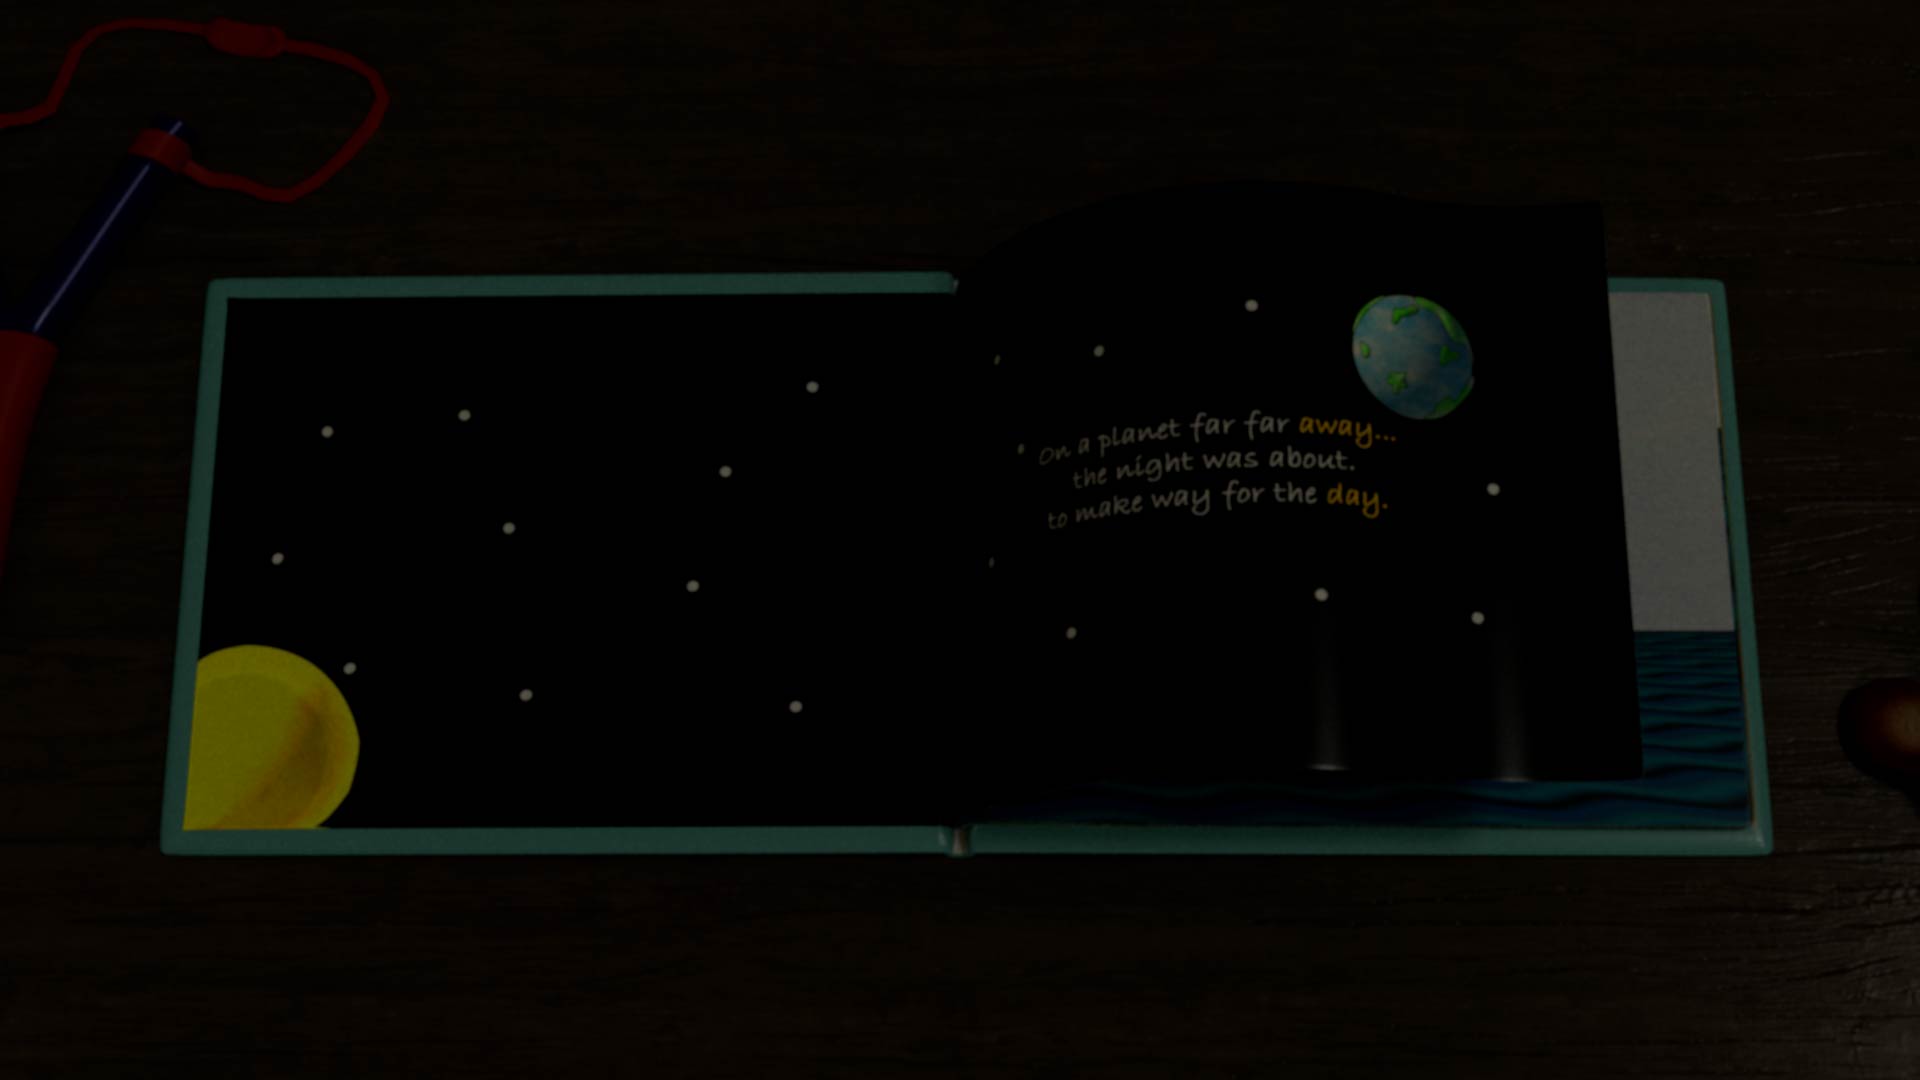 On a planet far far away...
the night was about.
to make way for the day.